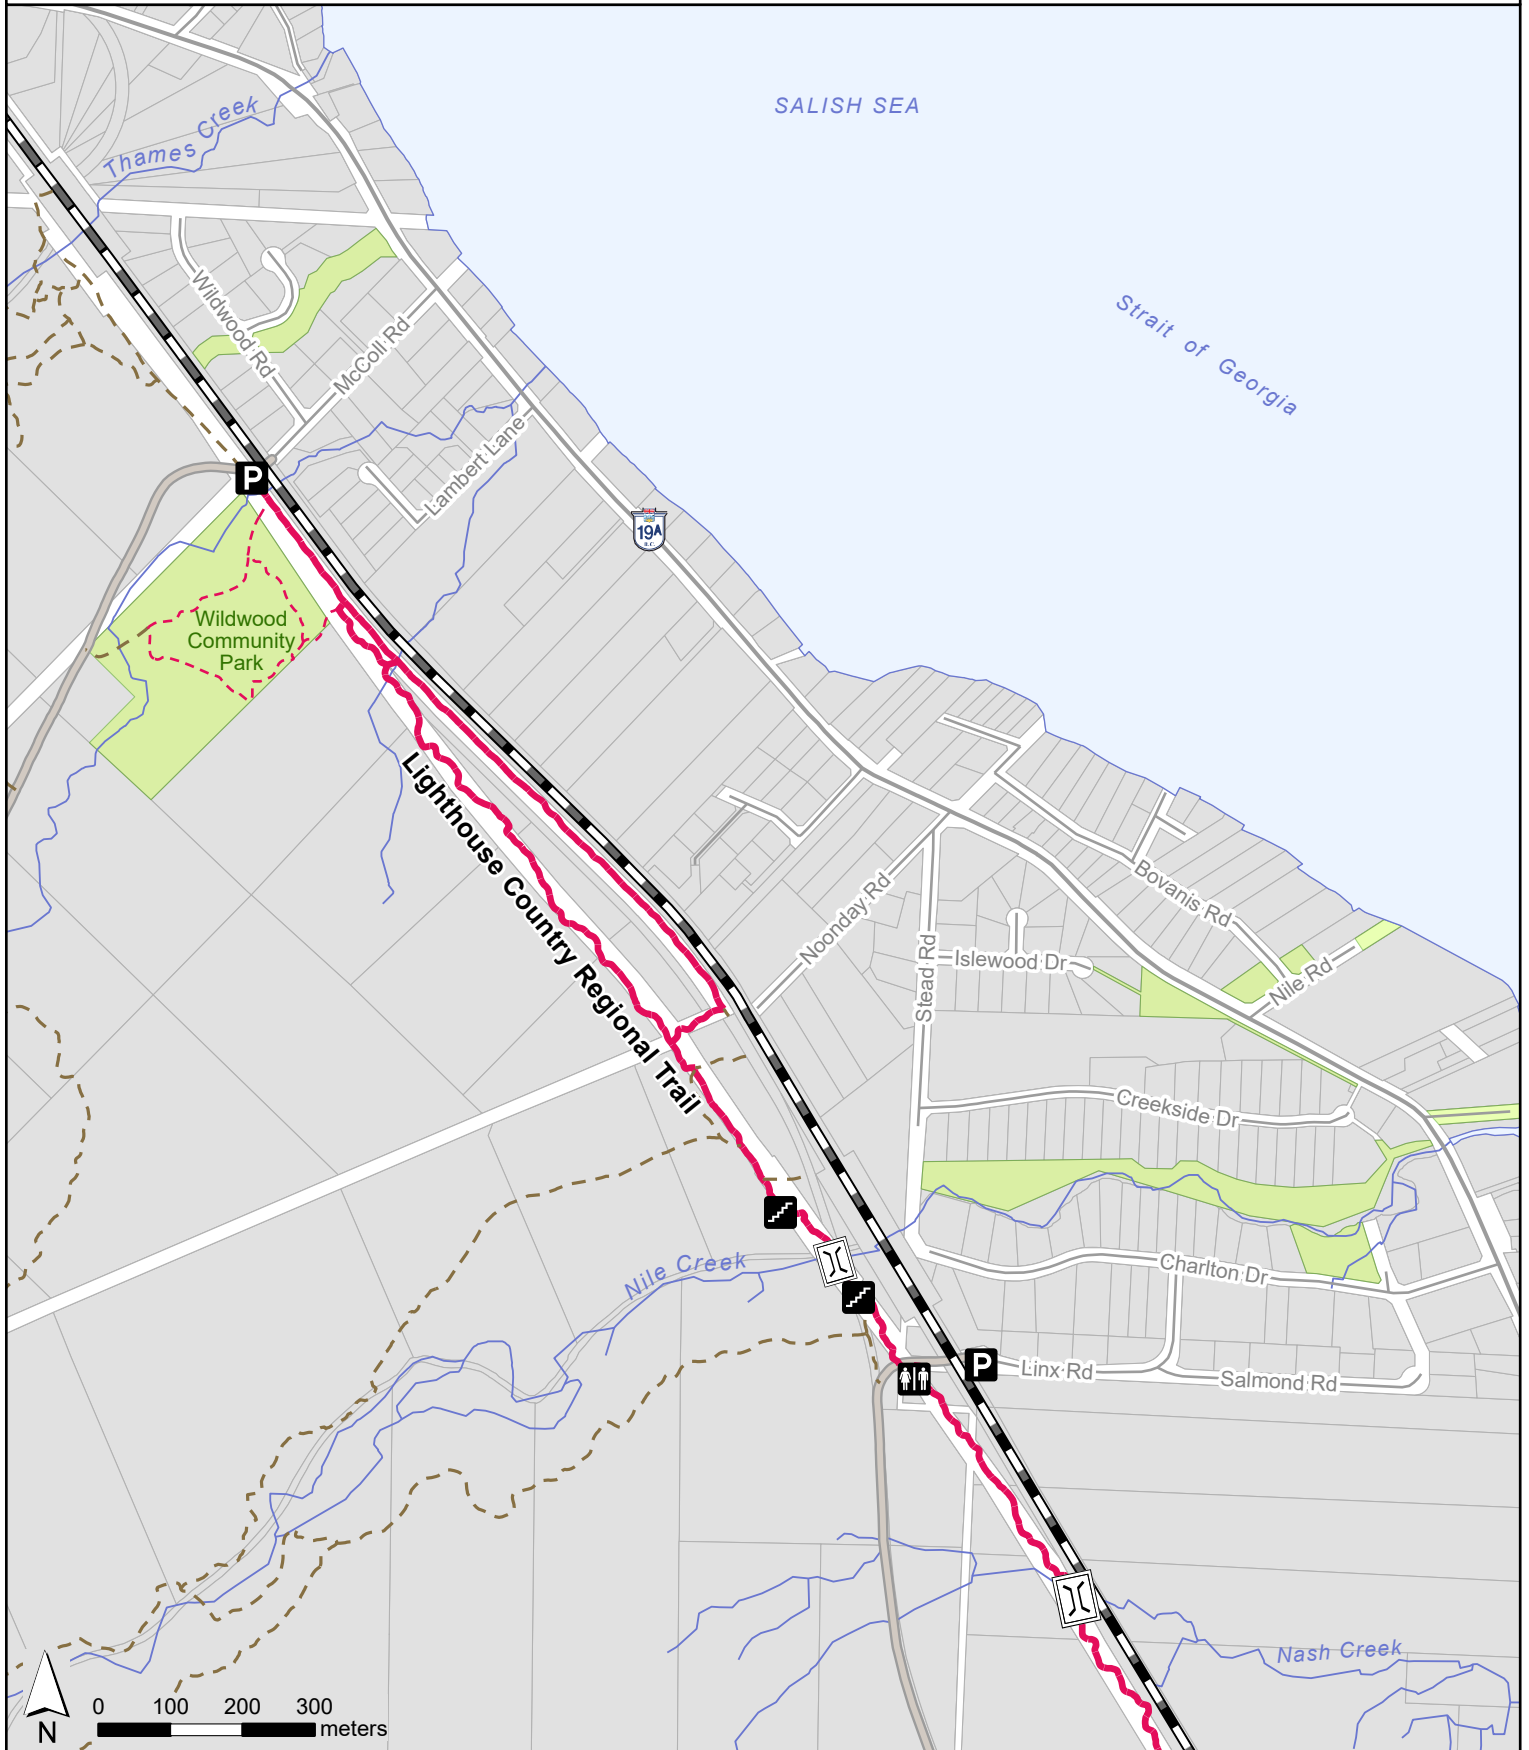 SALISH SEA
Thames Creek
Strait of Georgia
Wildwood Rd
McColl Rd
Lambert Lane
P
19A
B.C.
Wildwood
Community
Park
Lighthouse Country Regional Trail
Noonday Rd
Stead Rd
Islewood Dr
Bovanis Rd
Nile Rd
Creekside Dr
Nile Creek
Charlton Dr
P
Linx Rd
Salmond Rd
Nash Creek
N
0 100 200 300
meters